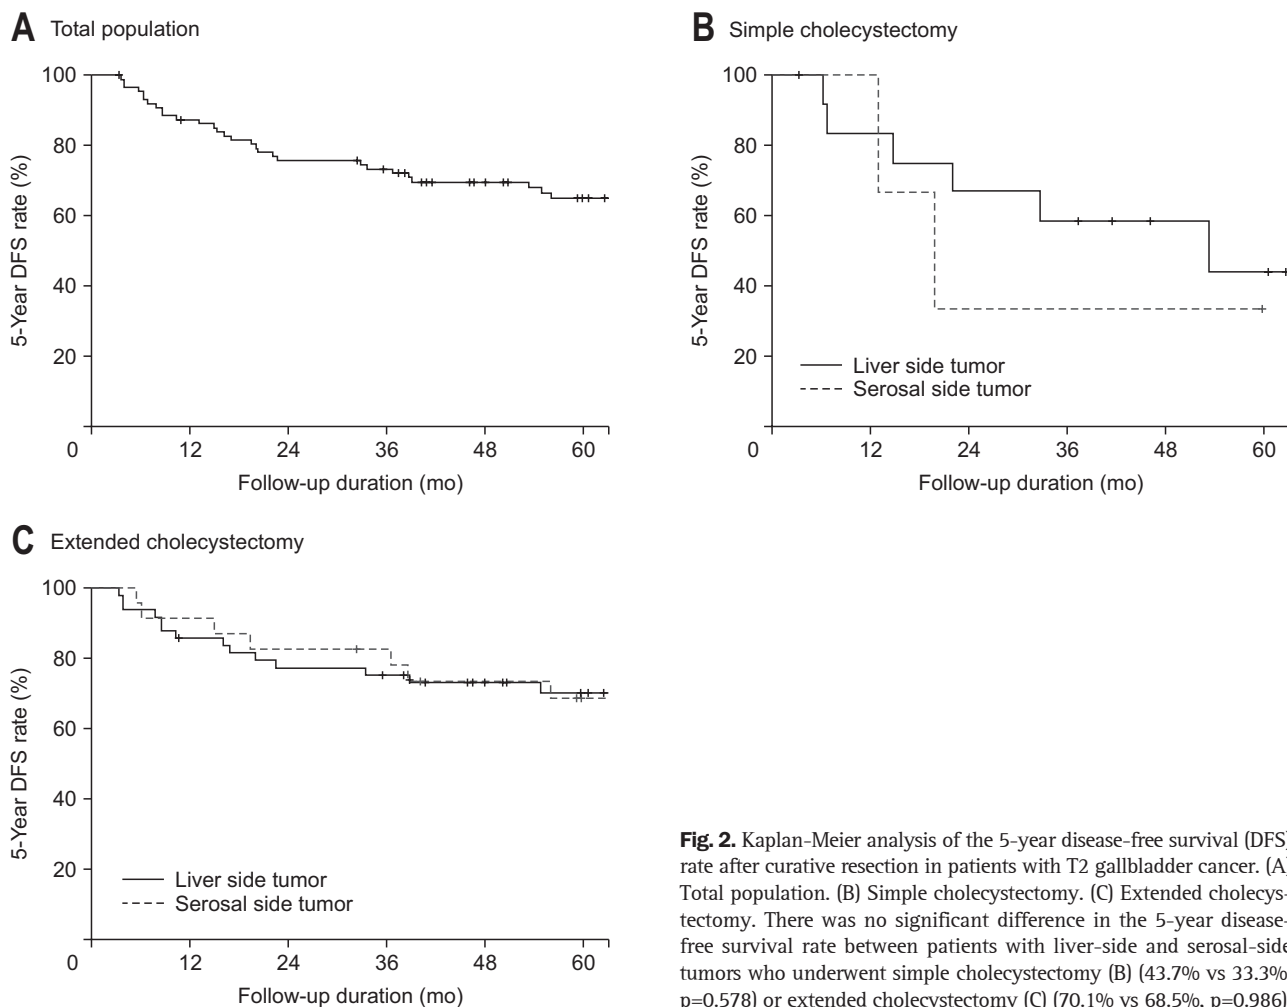 A Total population
5-Year DFS rate (%)
100
80
60
40
20
0 12 24 36 48 60
Follow-up duration (mo)
B Simple cholecystectomy
5-Year DFS rate (%)
100
80
60
40
20
Liver side tumor
Serosal side tumor
0 12 24 36 48 60
Follow-up duration (mo)
C Extended cholecystectomy
5-Year DFS rate (%)
100
80
60
40
20
Liver side tumor
Serosal side tumor
0 12 24 36 48 60
Follow-up duration (mo)
Fig. 2. Kaplan-Meier analysis of the 5-year disease-free survival (DFS)
rate after curative resection in patients with T2 gallbladder cancer. (A)
Total population. (B) Simple cholecystectomy. (C) Extended cholecys-
tectomy. There was no significant difference in the 5-year disease-
free survival rate between patients with liver-side and serosal-side
tumors who underwent simple cholecystectomy (B) (43.7% vs 33.3%,
p=0.578) or extended cholecystectomy (C) (70.1% vs 68.5%, p=0.986).